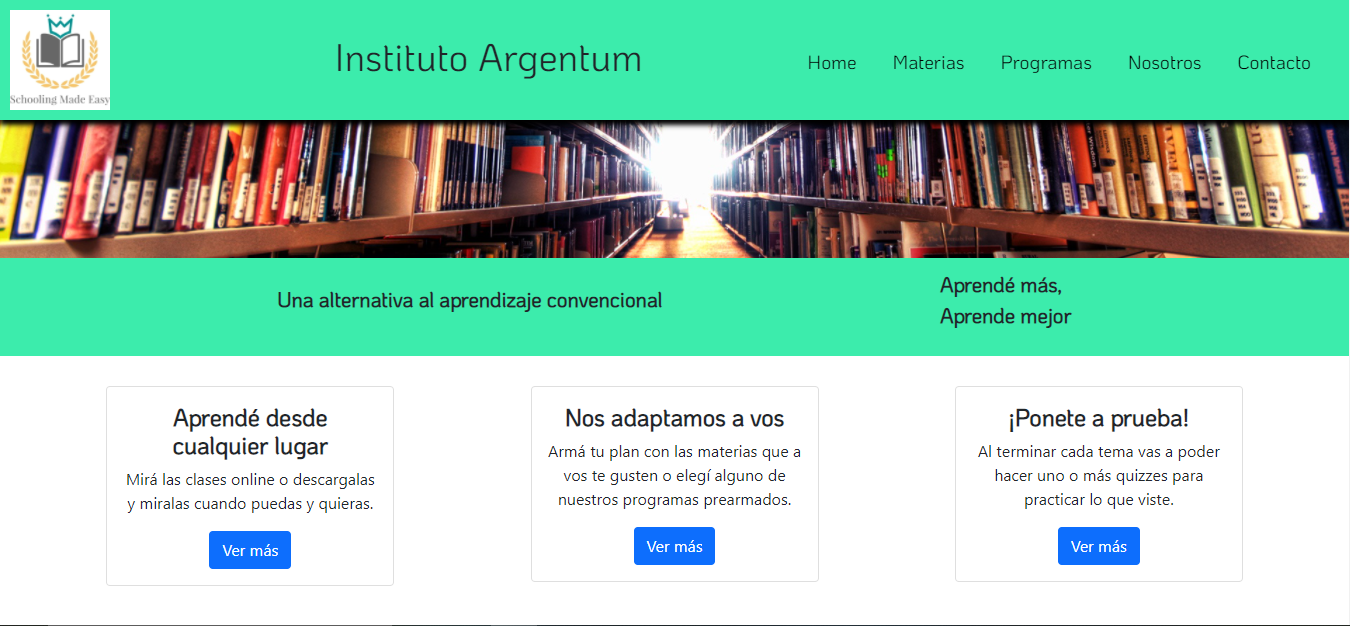 Schooling Made Easy
Instituto Argentum
Home Materias Programas Nosotros Contacto
Una alternativa al aprendizaje convencional
Aprendé más,
Aprende mejor
Aprendé desde
cualquier lugar
Mirá las clases online o descargalas
y miralas cuando puedas y quieras.
Ver más
Nos adaptamos a vos
Armá tu plan con las materias que a
vos te gusten o elegí alguno de
nuestros programas prearmados.
Ver más
¡Ponete a prueba!
Al terminar cada tema vas a poder
hacer uno o más quizzes para
practicar lo que viste.
Ver más